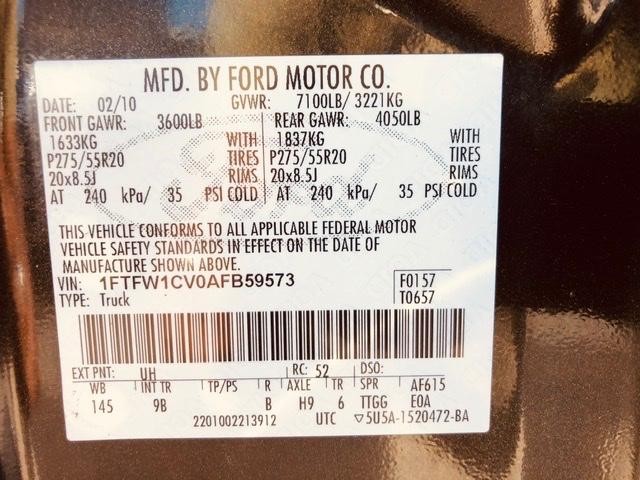 MFD. BY FORD MOTOR CO.
DATE: 02/10 GVWR: 7100LB/ 3221KG
FRONT GAWR: 3600LB REAR GAWR: 4050LB
1633KG WITH 1837KG WITH
P275/55R20 TIRES P275/55R20 TIRES
20x8.5J RIMS 20x8.5J RIMS
AT 240 kPa/ 35 PSI COLD AT 240 kPa/ 35 PSI COLD
Ford
THIS VEHICLE CONFORMS TO ALL APPLICABLE FEDERAL MOTOR
VEHICLE SAFETY STANDARDS IN EFFECT ON THE DATE OF
MANUFACTURE SHOWN ABOVE.
VIN: 1FTFW1CV0AFB59573 F0157
TYPE: Truck T0657
EXT PNT: UH RC: 52 DSO:
WB INT TR TP/PS R AXLE TR SPR AF615
145 9B B H9 6 TTGG EOA
2201002213912 UTC ▽5U5A-1520472-BA